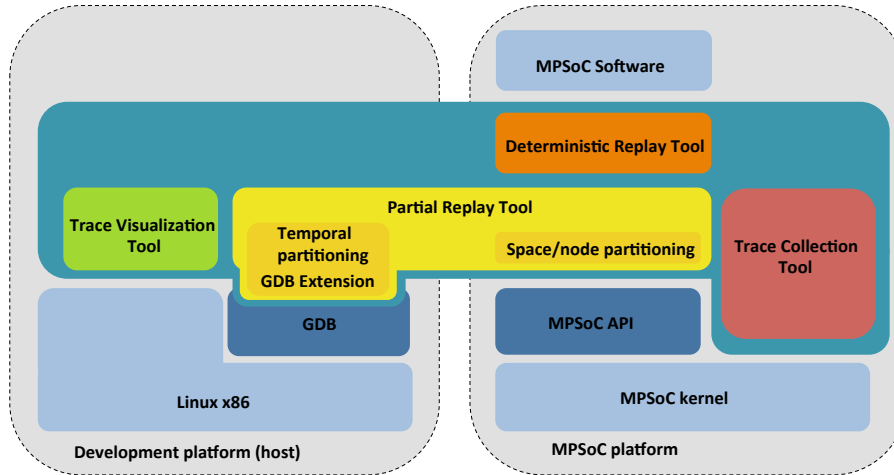 MPSoC Software
Deterministic Replay Tool
Partial Replay Tool
Trace Visualization
Tool
Temporal
partitioning
GDB Extension
Space/node partitioning
Trace Collection
Tool
GDB
MPSoC API
Linux x86
MPSoC kernel
Development platform (host)
MPSoC platform